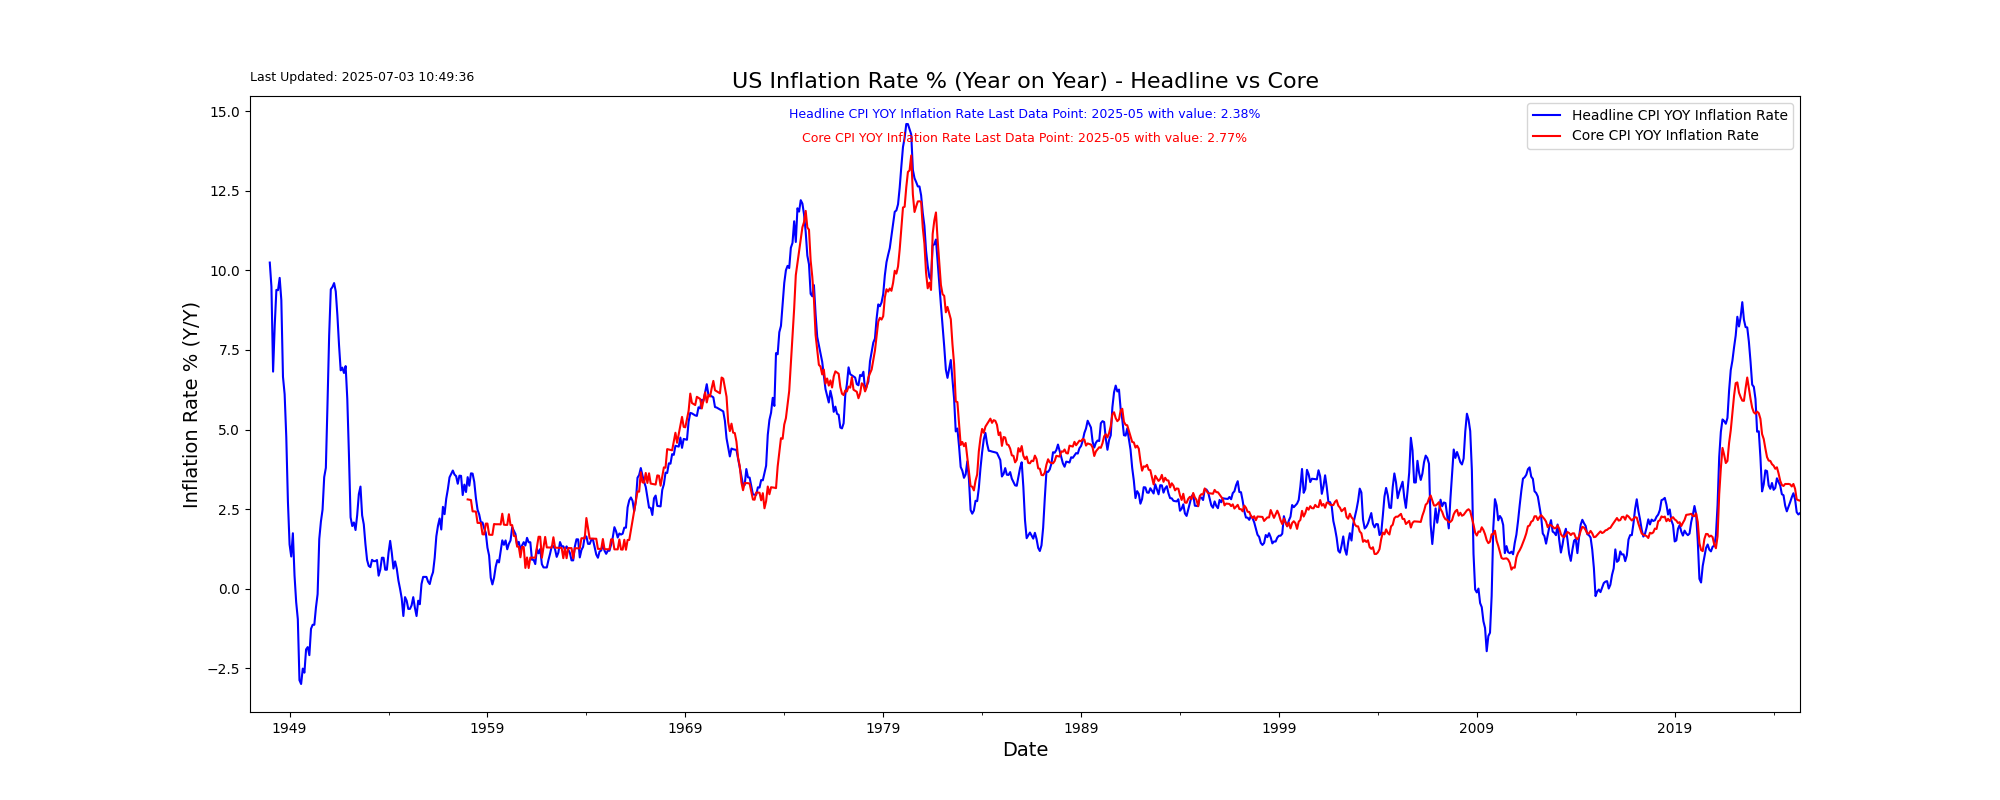 Last Updated: 2025-07-03 10:49:36
US Inflation Rate % (Year on Year) - Headline vs Core
Headline CPI YOY Inflation Rate Last Data Point: 2025-05 with value: 2.38%
Core CPI YOY Inflation Rate Last Data Point: 2025-05 with value: 2.77%
Headline CPI YOY Inflation Rate
Core CPI YOY Inflation Rate
Inflation Rate % (Y/Y)
15.0
12.5
10.0
7.5
5.0
2.5
0.0
−2.5
1949 1959 1969 1979 1989 1999 2009 2019
Date